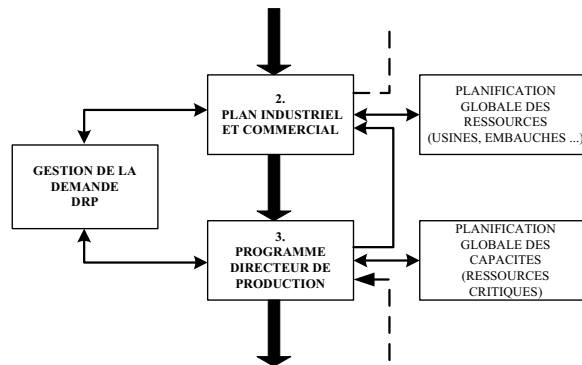 2.
PLAN INDUSTRIEL
ET COMMERCIAL
PLANIFICATION
GLOBALE DES
RESSOURCES
(USINES, EMBAUCHES ...)
GESTION DE LA
DEMANDE
DRP
3.
PROGRAMME
DIRECTEUR DE
PRODUCTION
PLANIFICATION
GLOBALE DES
CAPACITES
(RESSOURCES
CRITIQUES)